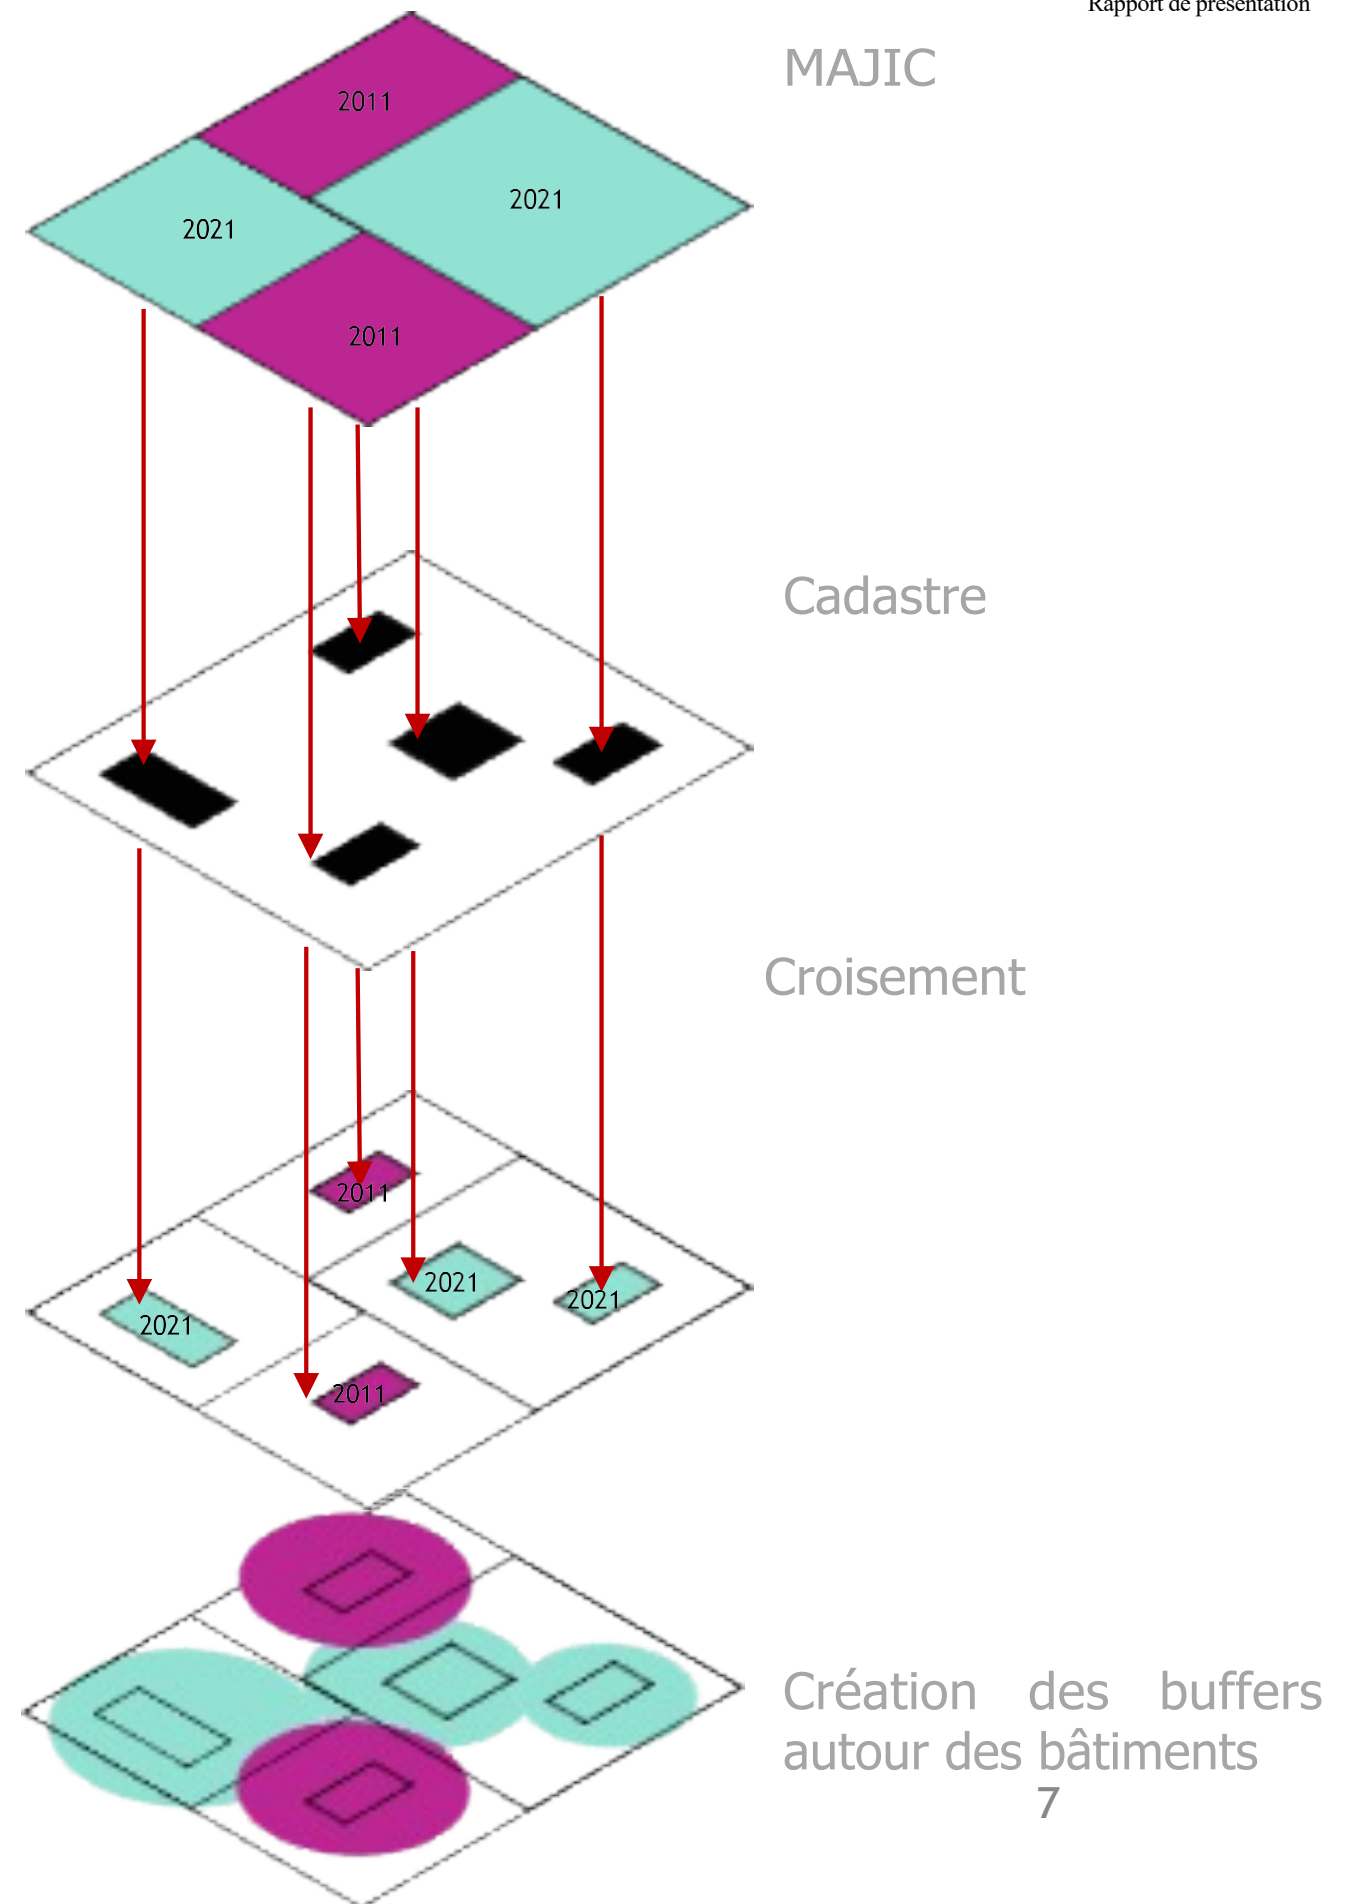 Rapport de présentation
MAJIC
2011
2021
2021
2011
Cadastre
Croisement
2011
2021
2021
2021
2011
Création des buffers
autour des bâtiments
7